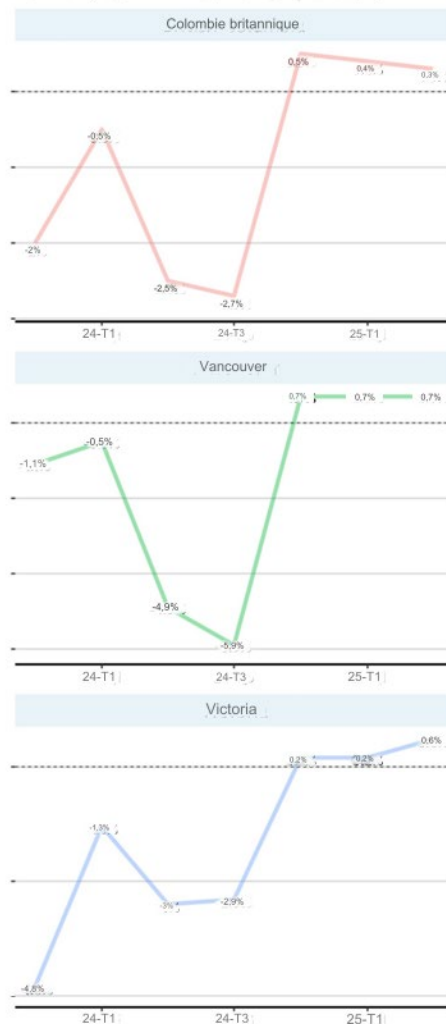 Colombie britannique
0,5%
0,4%
0,3%
-0,5%
-2%
-2,5%
-2,7%
24-T1
24-T3
25-T1
Vancouver
0,7%
0,7%
0,7%
-0,5%
-1,1%
-4,9%
-5,9%
24-T1
24-T3
25-T1
Victoria
0,6%
0,2%
0,2%
-1,3%
-3%
-2,9%
-4,8%
24-T1
24-T3
25-T1